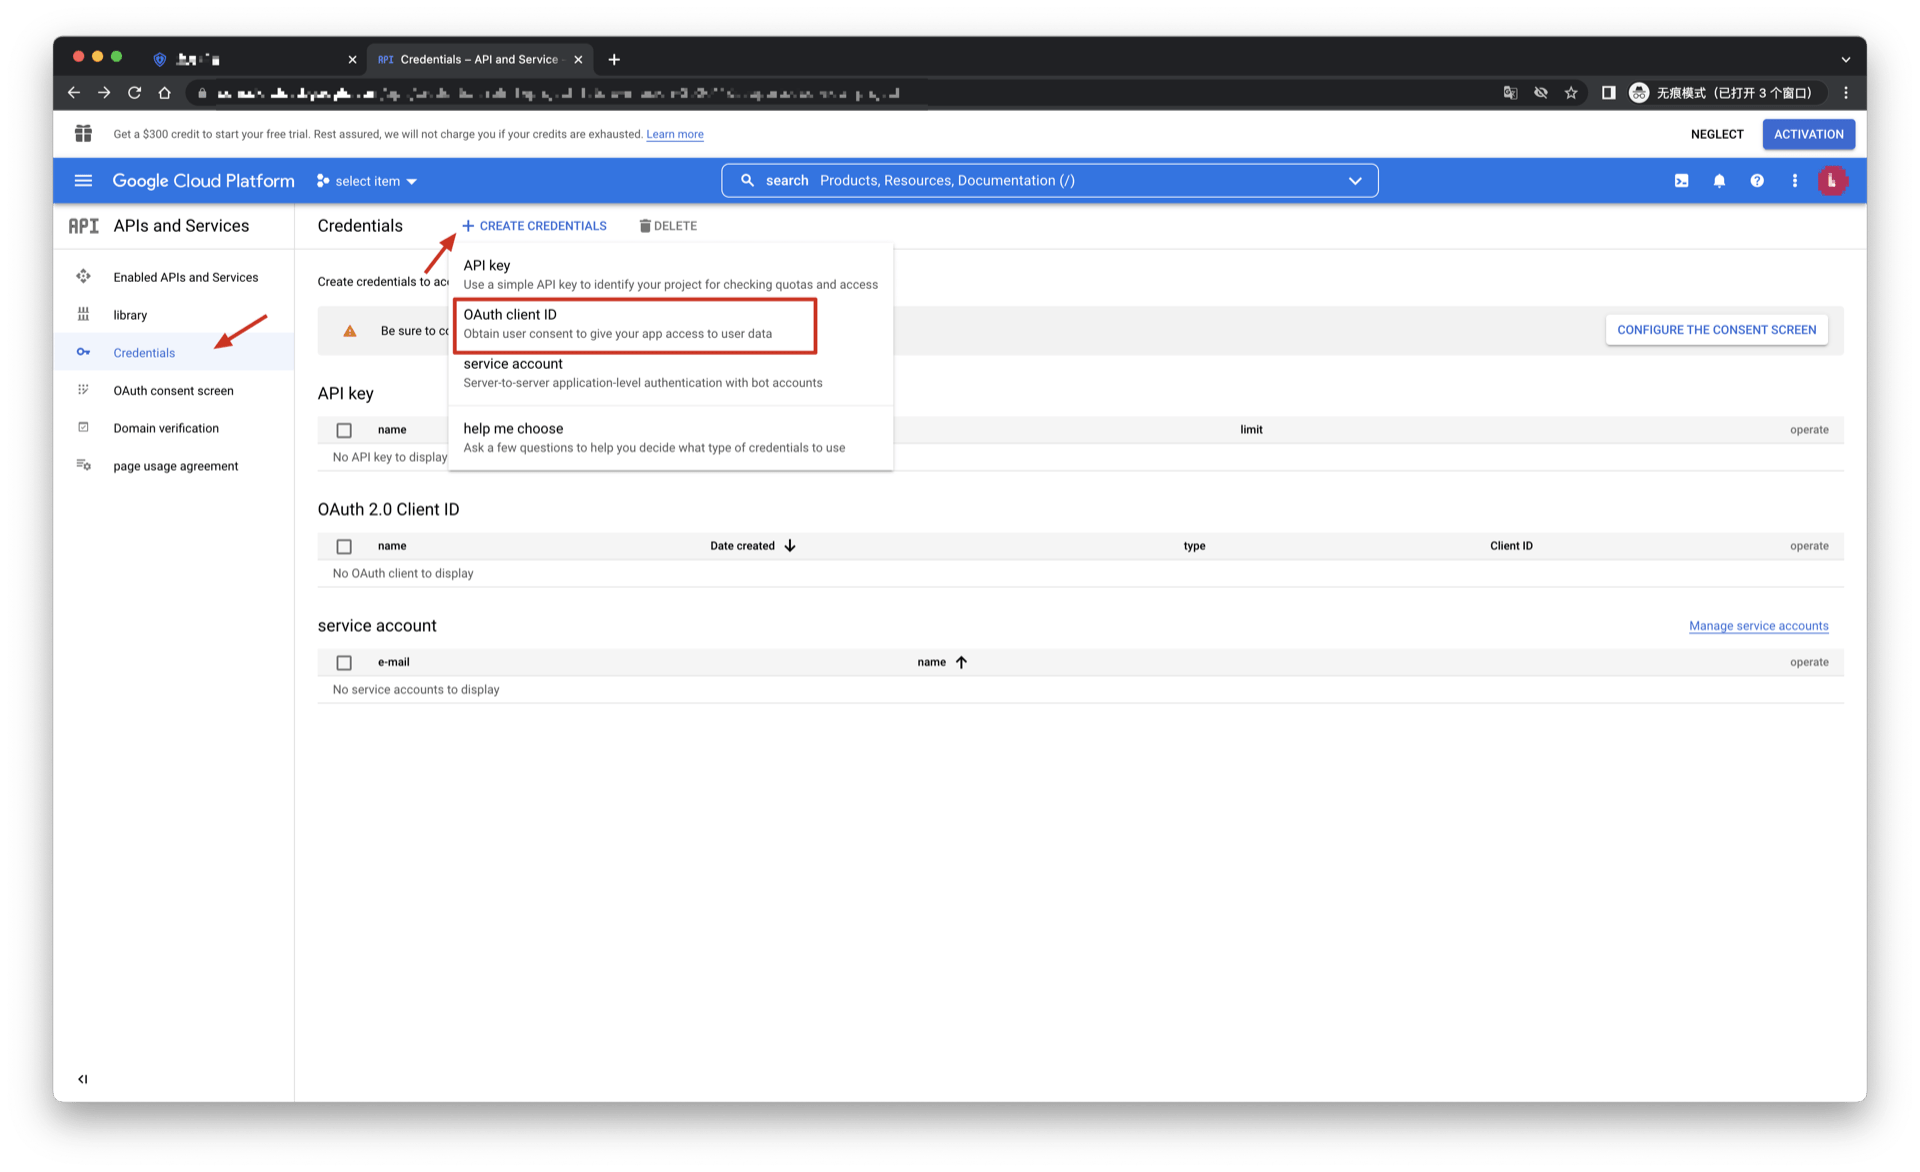 API Credentials – API and Service
无痕模式（已打开 3 个窗口）
Get a $300 credit to start your free trial. Rest assured, we will not charge you if your credits are exhausted. Learn more
NEGLECT
ACTIVATION
Google Cloud Platform
select item
search Products, Resources, Documentation (/)
L
API APIs and Services
Credentials
CREATE CREDENTIALS
DELETE
Enabled APIs and Services
library
Credentials
OAuth consent screen
Domain verification
page usage agreement
Create credentials to acc
Be sure to co
CONFIGURE THE CONSENT SCREEN
API key
Use a simple API key to identify your project for checking quotas and access
OAuth client ID
Obtain user consent to give your app access to user data
service account
Server-to-server application-level authentication with bot accounts
help me choose
Ask a few questions to help you decide what type of credentials to use
API key
name limit operate
No API key to display
OAuth 2.0 Client ID
name Date created type Client ID operate
No OAuth client to display
service account
Manage service accounts
e-mail name operate
No service accounts to display